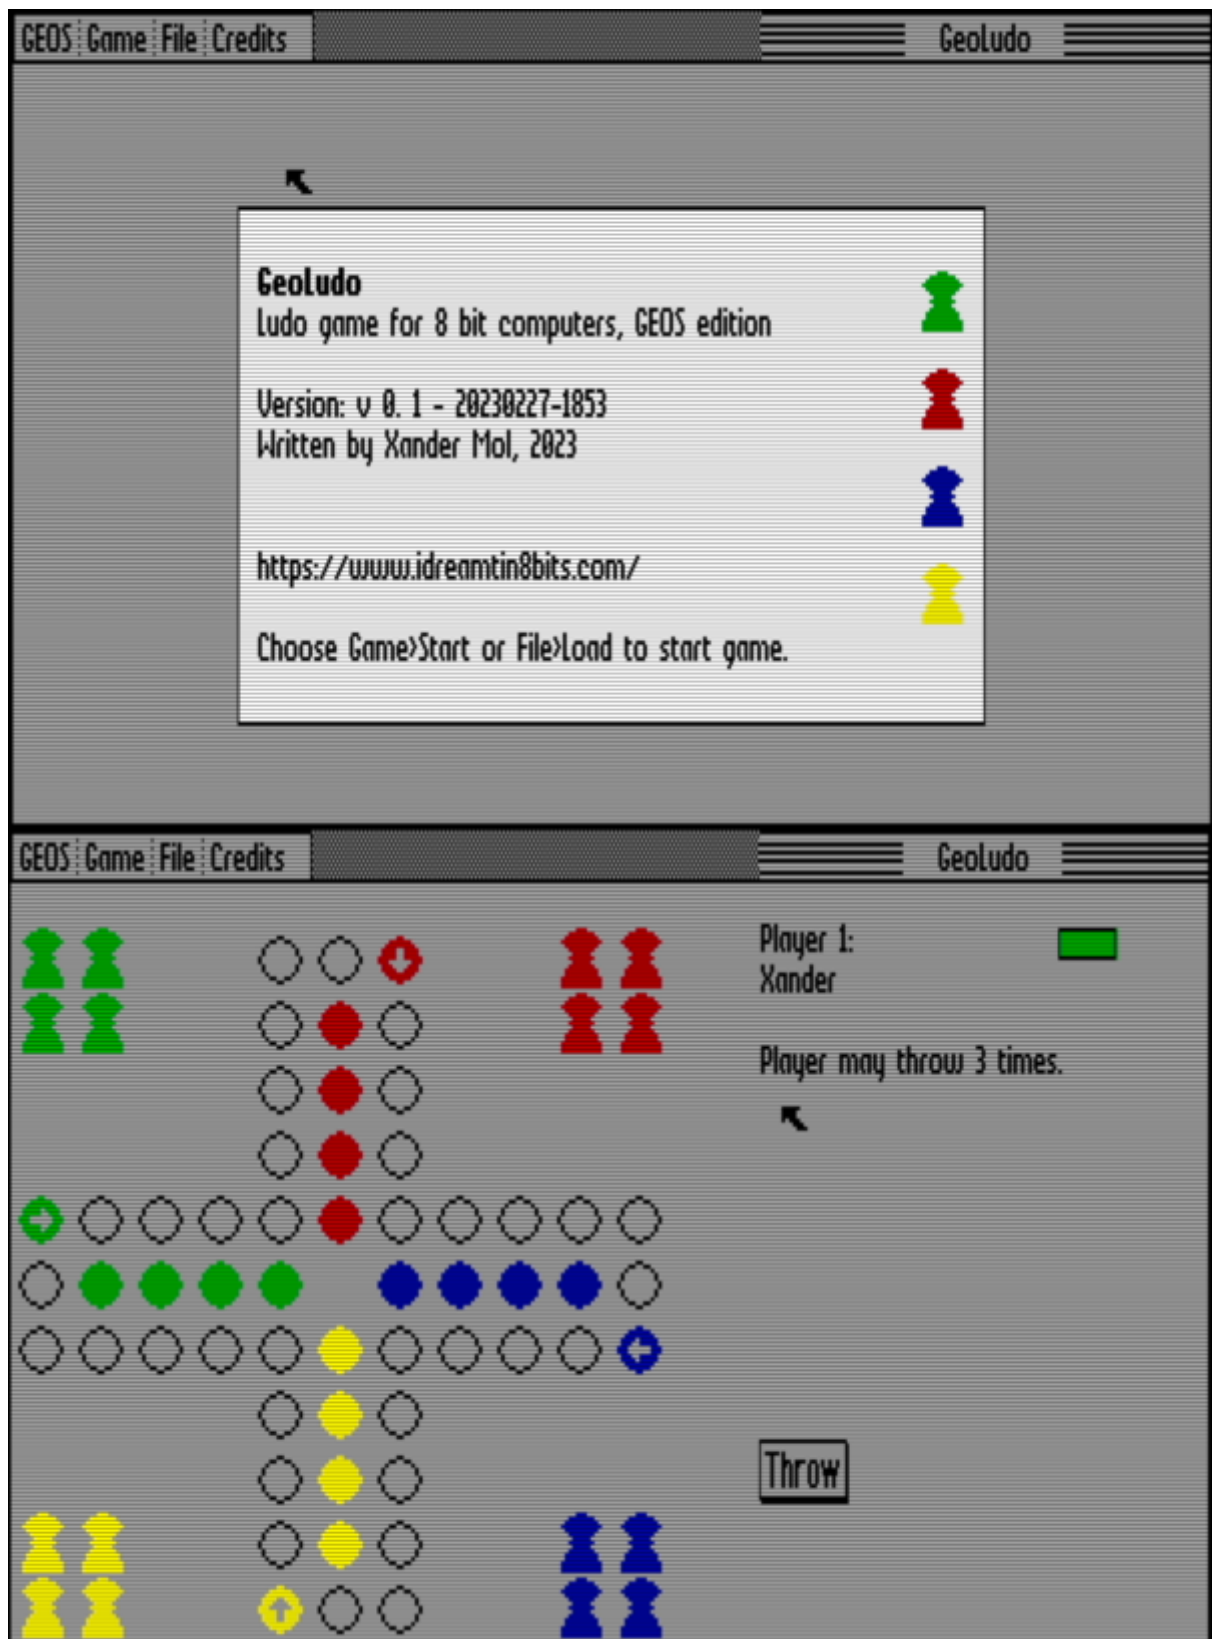 GEOS Game File Credits GeoLudo
GeoLudo
Ludo game for 8 bit computers, GEOS edition
Version: v 0. 1 - 20230227-1853
Written by Xander Mol, 2023
https://www.idreamtin8bits.com/
Choose Game>Start or File>Load to start game.
GEOS Game File Credits GeoLudo
Player 1:
Xander
Player may throw 3 times.
Throw